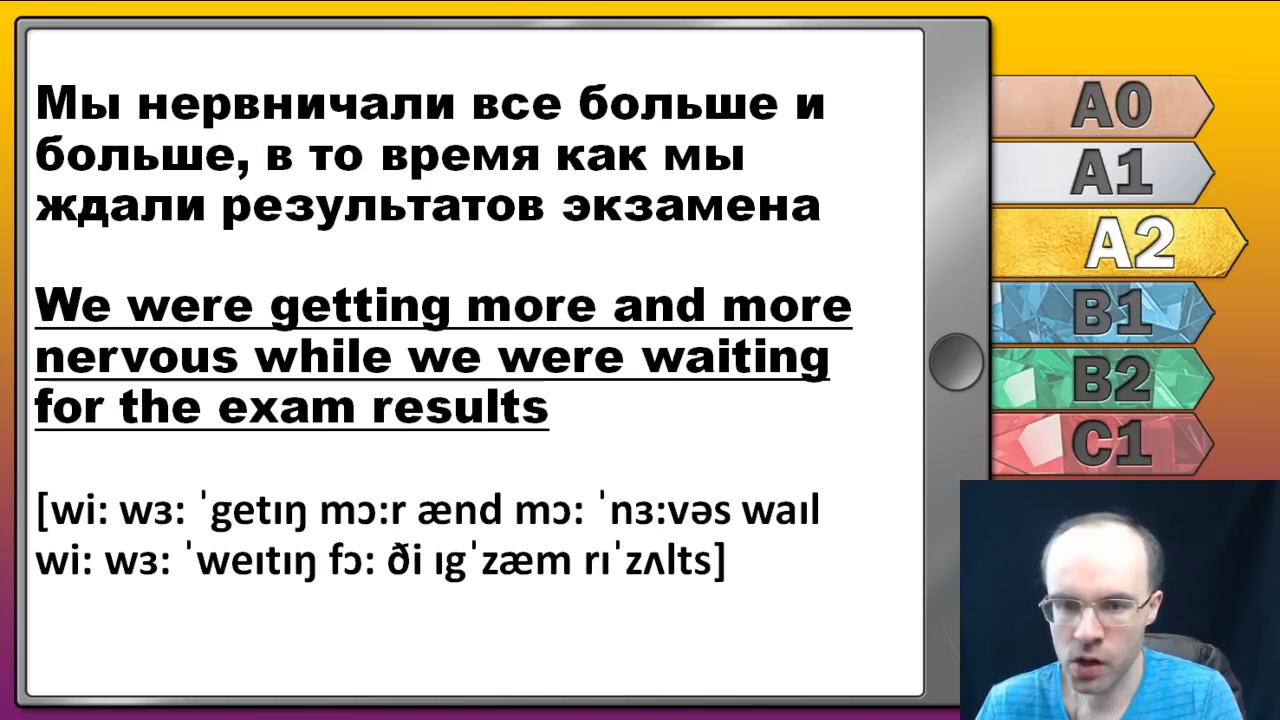 Мы нервничали все больше и
больше, в то время как мы
ждали результатов экзамена
We were getting more and more
nervous while we were waiting
for the exam results
[wi: wɜ: ˈgetɪŋ mɔ:r ænd mɔ: ˈnɜ:vəs waɪl
wi: wɜ: ˈweɪtɪŋ fɔ: ði ɪgˈzæm rɪˈzʌlts]
A0
A1
A2
B1
B2
C1